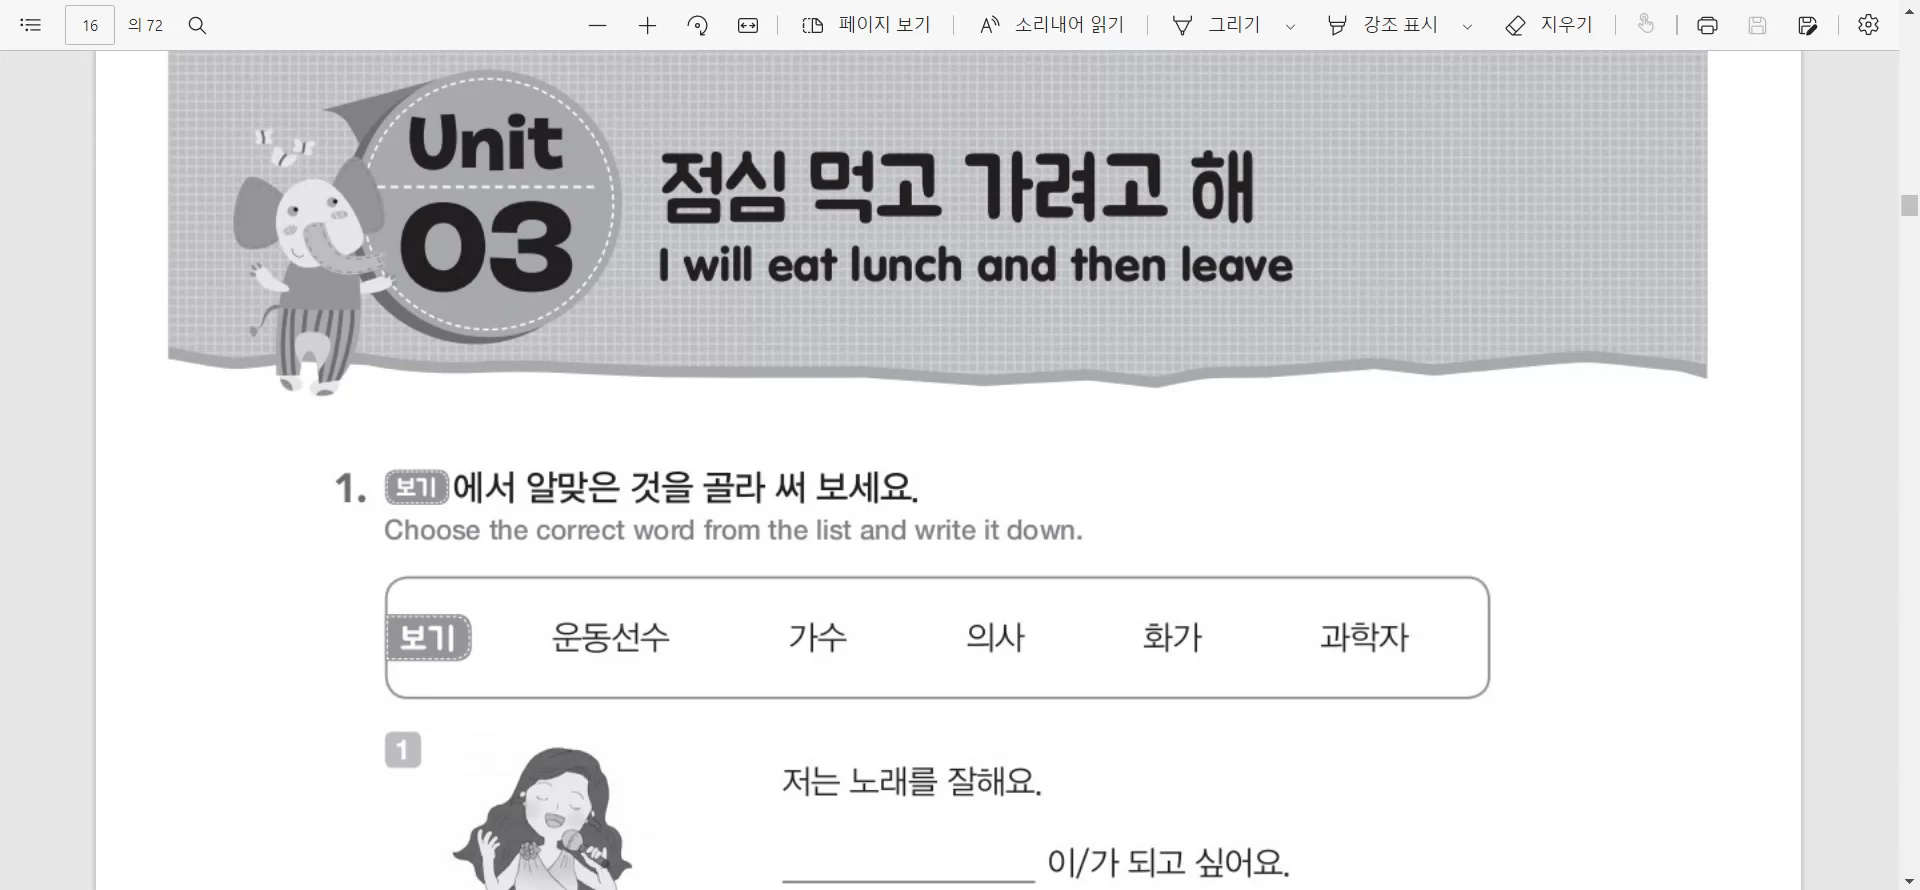 16 의 72 페이지 보기 소리내어 읽기 그리기 강조 표시 지우기
Unit
03
점심 먹고 가려고 해
I will eat lunch and then leave
1. 보기 에서 알맞은 것을 골라 써 보세요.
Choose the correct word from the list and write it down.
보기 운동선수 가수 의사 화가 과학자
1
저는 노래를 잘해요.
이/가 되고 싶어요.